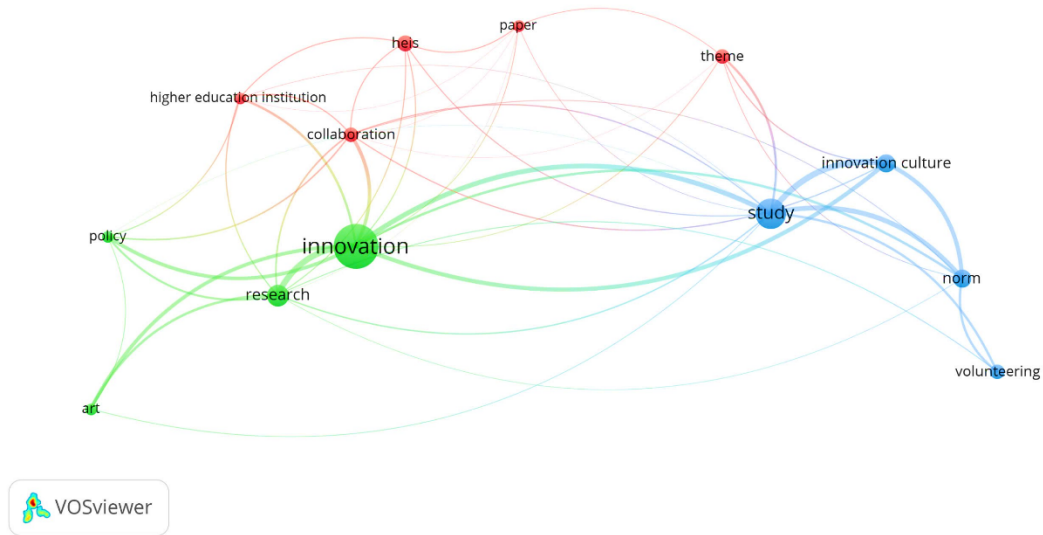 paper
heis
theme
higher education institution
collaboration
innovation culture
study
policy
innovation
research
norm
volunteering
art
VOSviewer